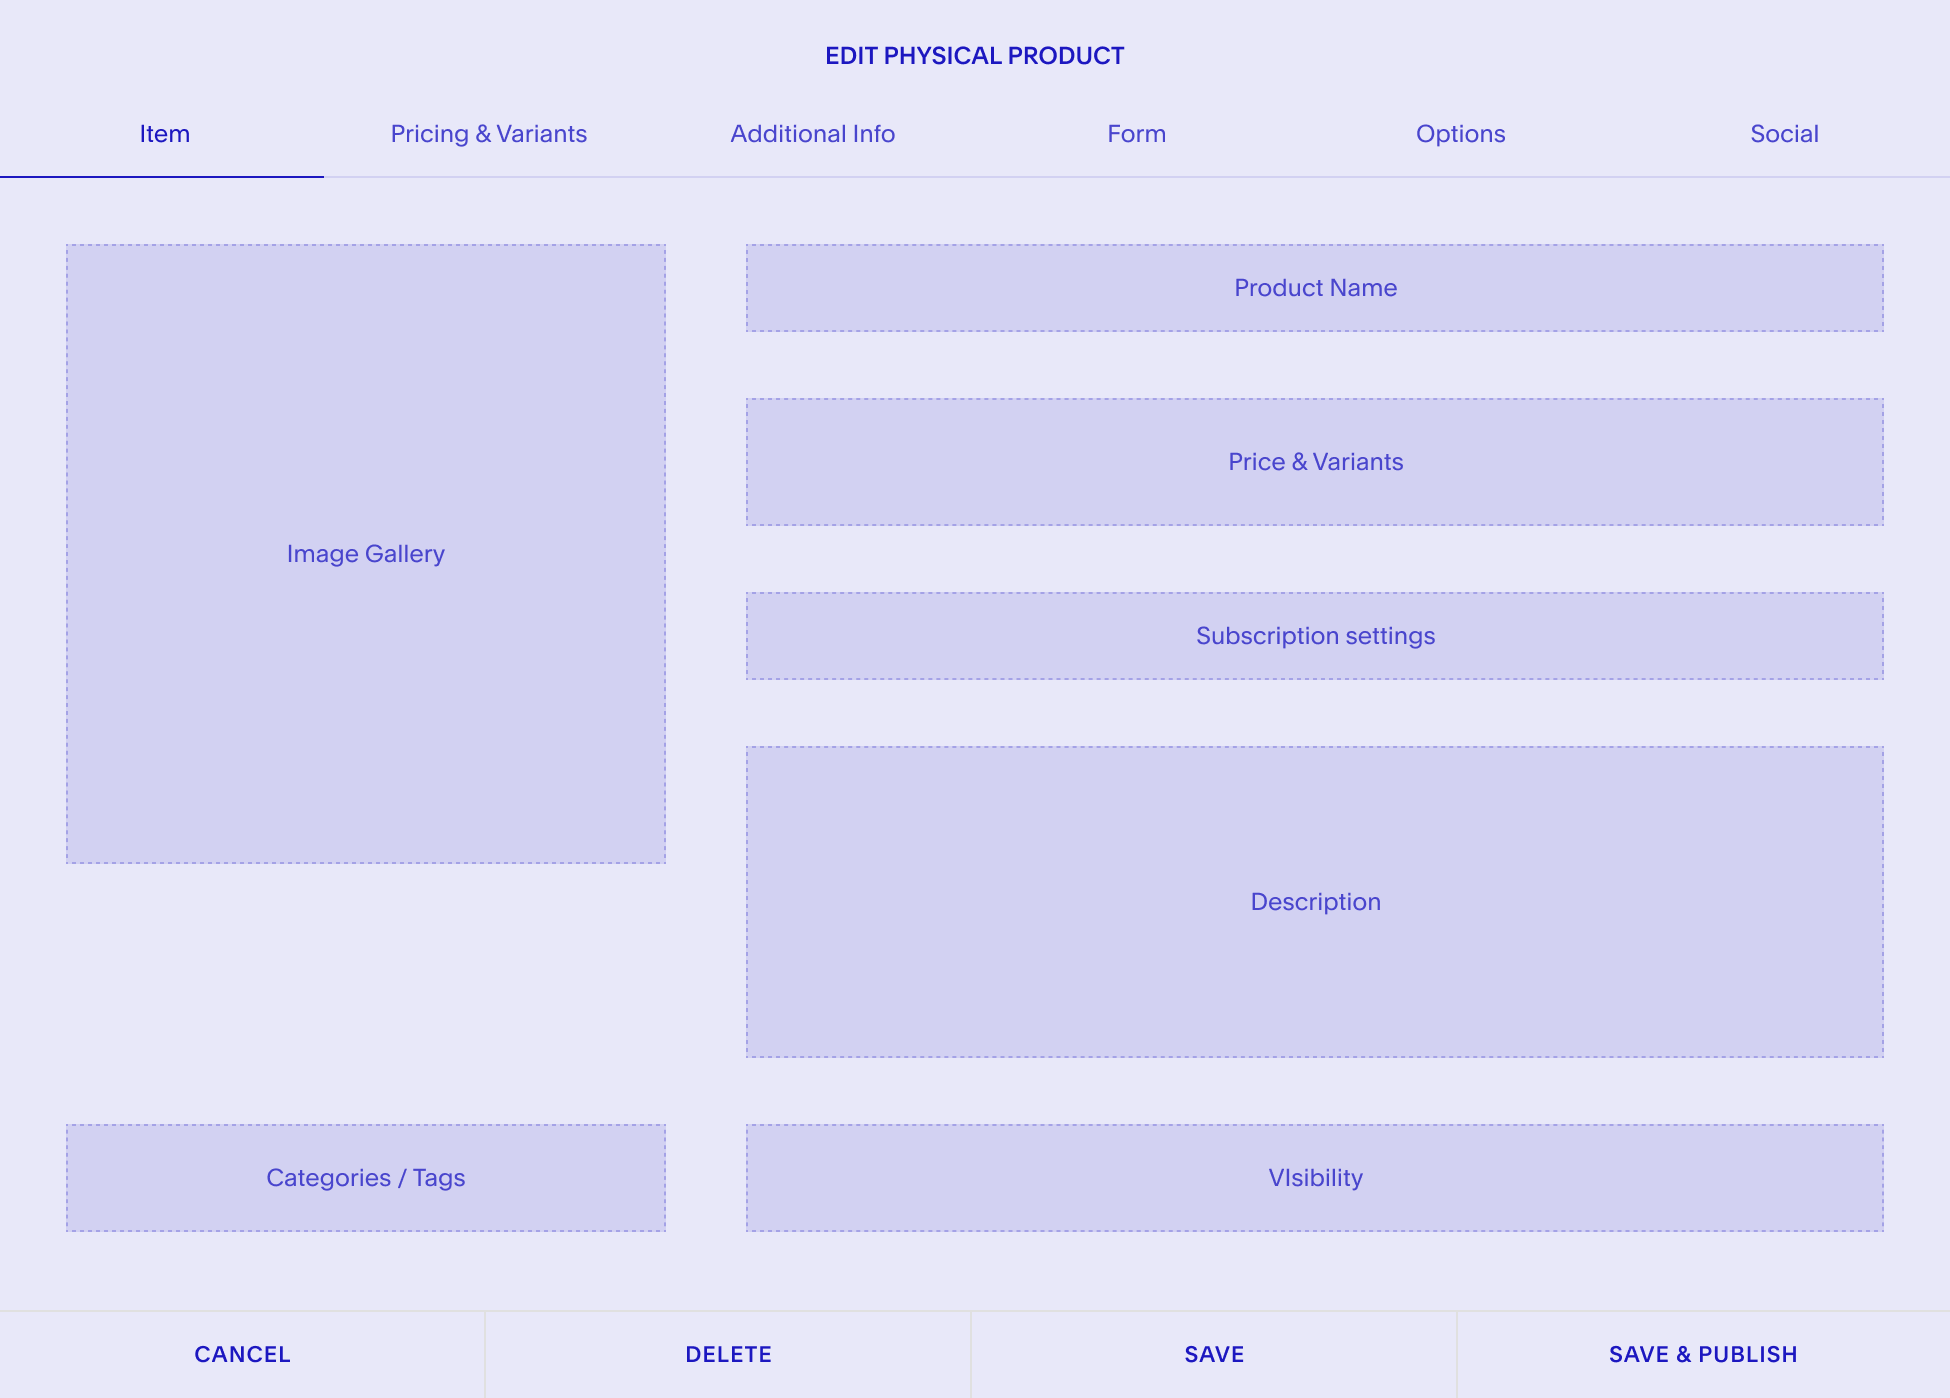 EDIT PHYSICAL PRODUCT
Item
Pricing & Variants
Additional Info
Form
Options
Social
Image Gallery
Product Name
Price & Variants
Subscription settings
Description
Categories / Tags
VIsibility
CANCEL
DELETE
SAVE
SAVE & PUBLISH